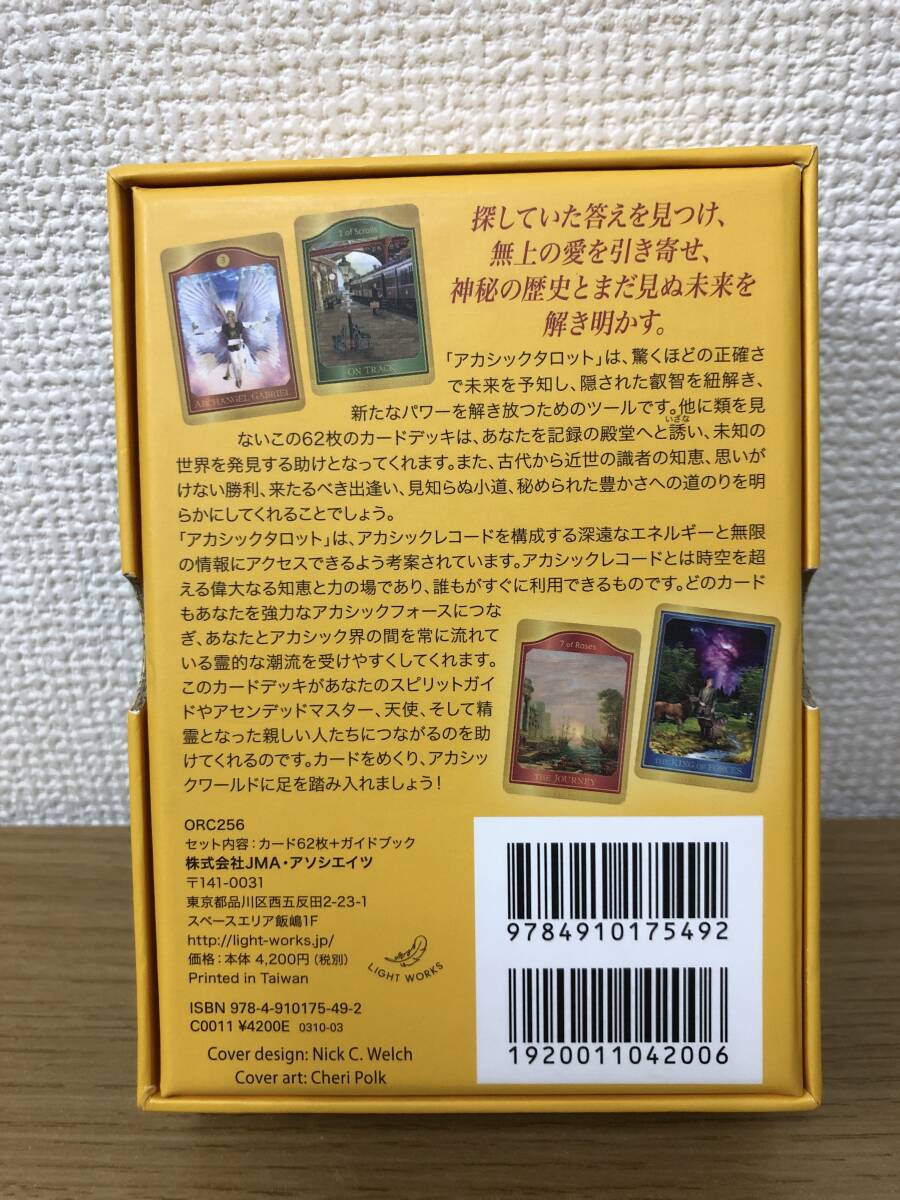 探していた答えを見つけ、
無上の愛を引き寄せ、
神秘の歴史とまだ見ぬ未来を
解き明かす。
3
ARCHANGEL GABRIEL
1 of Scrolls
ON TRACK
「アカシックタロット」は、驚くほどの正確さ
で未来を予知し、隠された叡智を紐解き、
新たなパワーを解き放つためのツールです。他に類を見
ないこの62枚のカードデッキは、あなたを記録の殿堂へと誘い、未知の
いざな
世界を発見する助けとなってくれます。また、古代から近世の識者の知恵、思いが
けない勝利、来たるべき出逢い、見知らぬ小道、秘められた豊かさへの道のりを明
らかにしてくれることでしょう。
「アカシックタロット」は、アカシックレコードを構成する深遠なエネルギーと無限
の情報にアクセスできるよう考案されています。アカシックレコードとは時空を超
える偉大なる知恵と力の場であり、誰もがすぐに利用できるものです。どのカード
もあなたを強力なアカシックフォースにつな
ぎ、あなたとアカシック界の間を常に流れて
いる霊的な潮流を受けやすくしてくれます。
このカードデッキがあなたのスピリットガイ
ドやアセンデッドマスター、天使、そして精
霊となった親しい人たちにつながるのを助
けてくれるのです。カードをめくり、アカシッ
クワールドに足を踏み入れましょう!
7 of Roses
THE JOURNEY
THE KING OF FORCES
ORC256
セット内容:カード62枚+ガイドブック
株式会社JMA・アソシエイツ
〒141-0031
東京都品川区西五反田2-23-1
スペースエリア飯嶋1F
http://light-works.jp/
価格:本体 4,200円(税別)
Printed in Taiwan
LIGHT WORKS
ISBN 978-4-910175-49-2
C0011 ¥4200E 0310-03
Cover design: Nick C. Welch
Cover art: Cheri Polk
9784910175492
1920011042006